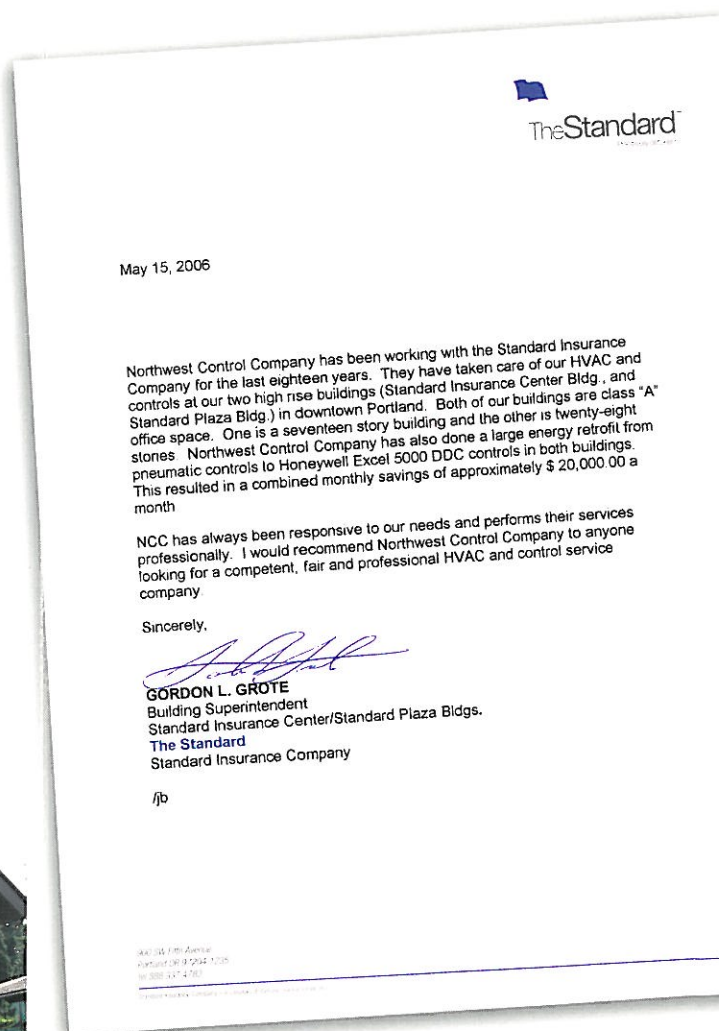 TheStandard™
May 15, 2006
Northwest Control Company has been working with the Standard Insurance
Company for the last eighteen years. They have taken care of our HVAC and
controls at our two high rise buildings (Standard Insurance Center Bldg., and
Standard Plaza Bldg.) in downtown Portland. Both of our buildings are class "A"
office space. One is a seventeen story building and the other is twenty-eight
stories. Northwest Control Company has also done a large energy retrofit from
pneumatic controls to Honeywell Excel 5000 DDC controls in both buildings.
This resulted in a combined monthly savings of approximately $ 20,000.00 a
month
NCC has always been responsive to our needs and performs their services
professionally. I would recommend Northwest Control Company to anyone
looking for a competent, fair and professional HVAC and control service
company.
Sincerely,
GORDON L. GROTE
Building Superintendent
Standard Insurance Center/Standard Plaza Bldgs.
The Standard
Standard Insurance Company
/jb
900 SW Fifth Avenue
Portland OR